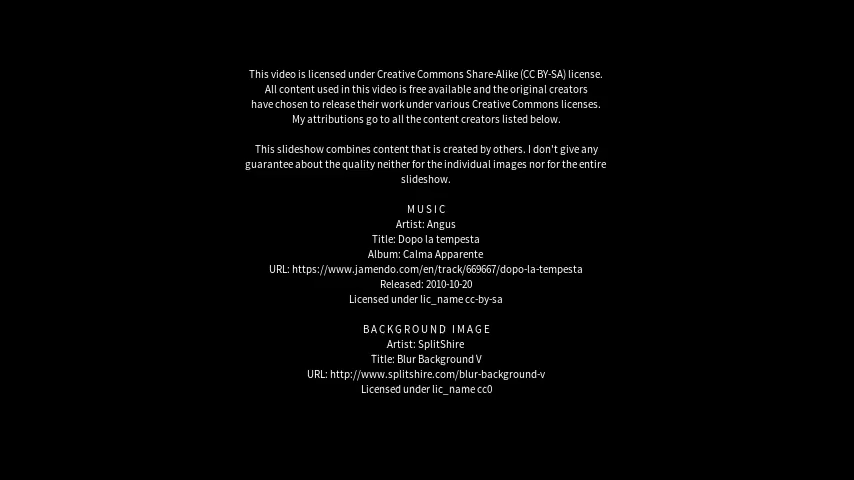 This video is licensed under Creative Commons Share-Alike (CC BY-SA) license.
All content used in this video is free available and the original creators
have chosen to release their work under various Creative Commons licenses.
My attributions go to all the content creators listed below.
This slideshow combines content that is created by others. I don't give any
guarantee about the quality neither for the individual images nor for the entire
slideshow.
MUSIC
Artist: Angus
Title: Dopo la tempesta
Album: Calma Apparente
URL: https://www.jamendo.com/en/track/669667/dopo-la-tempesta
Released: 2010-10-20
Licensed under lic_name cc-by-sa
BACKGROUND IMAGE
Artist: SplitShire
Title: Blur Background V
URL: http://www.splitshire.com/blur-background-v
Licensed under lic_name cc0